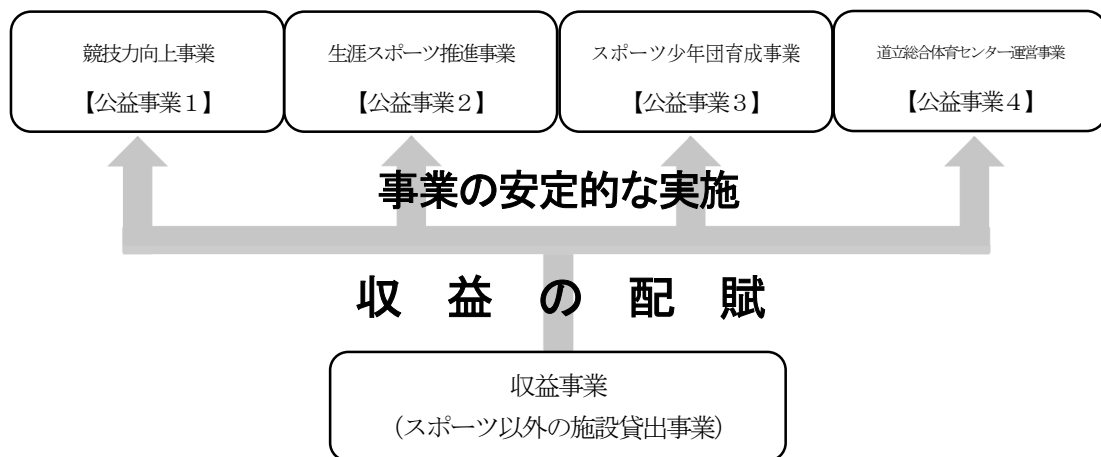 競技力向上事業
【公益事業１】
生涯スポーツ推進事業
【公益事業２】
スポーツ少年団育成事業
【公益事業３】
道立総合体育センター運営事業
【公益事業４】
事業の安定的な実施
収益の配賦
収益事業
（スポーツ以外の施設貸出事業）